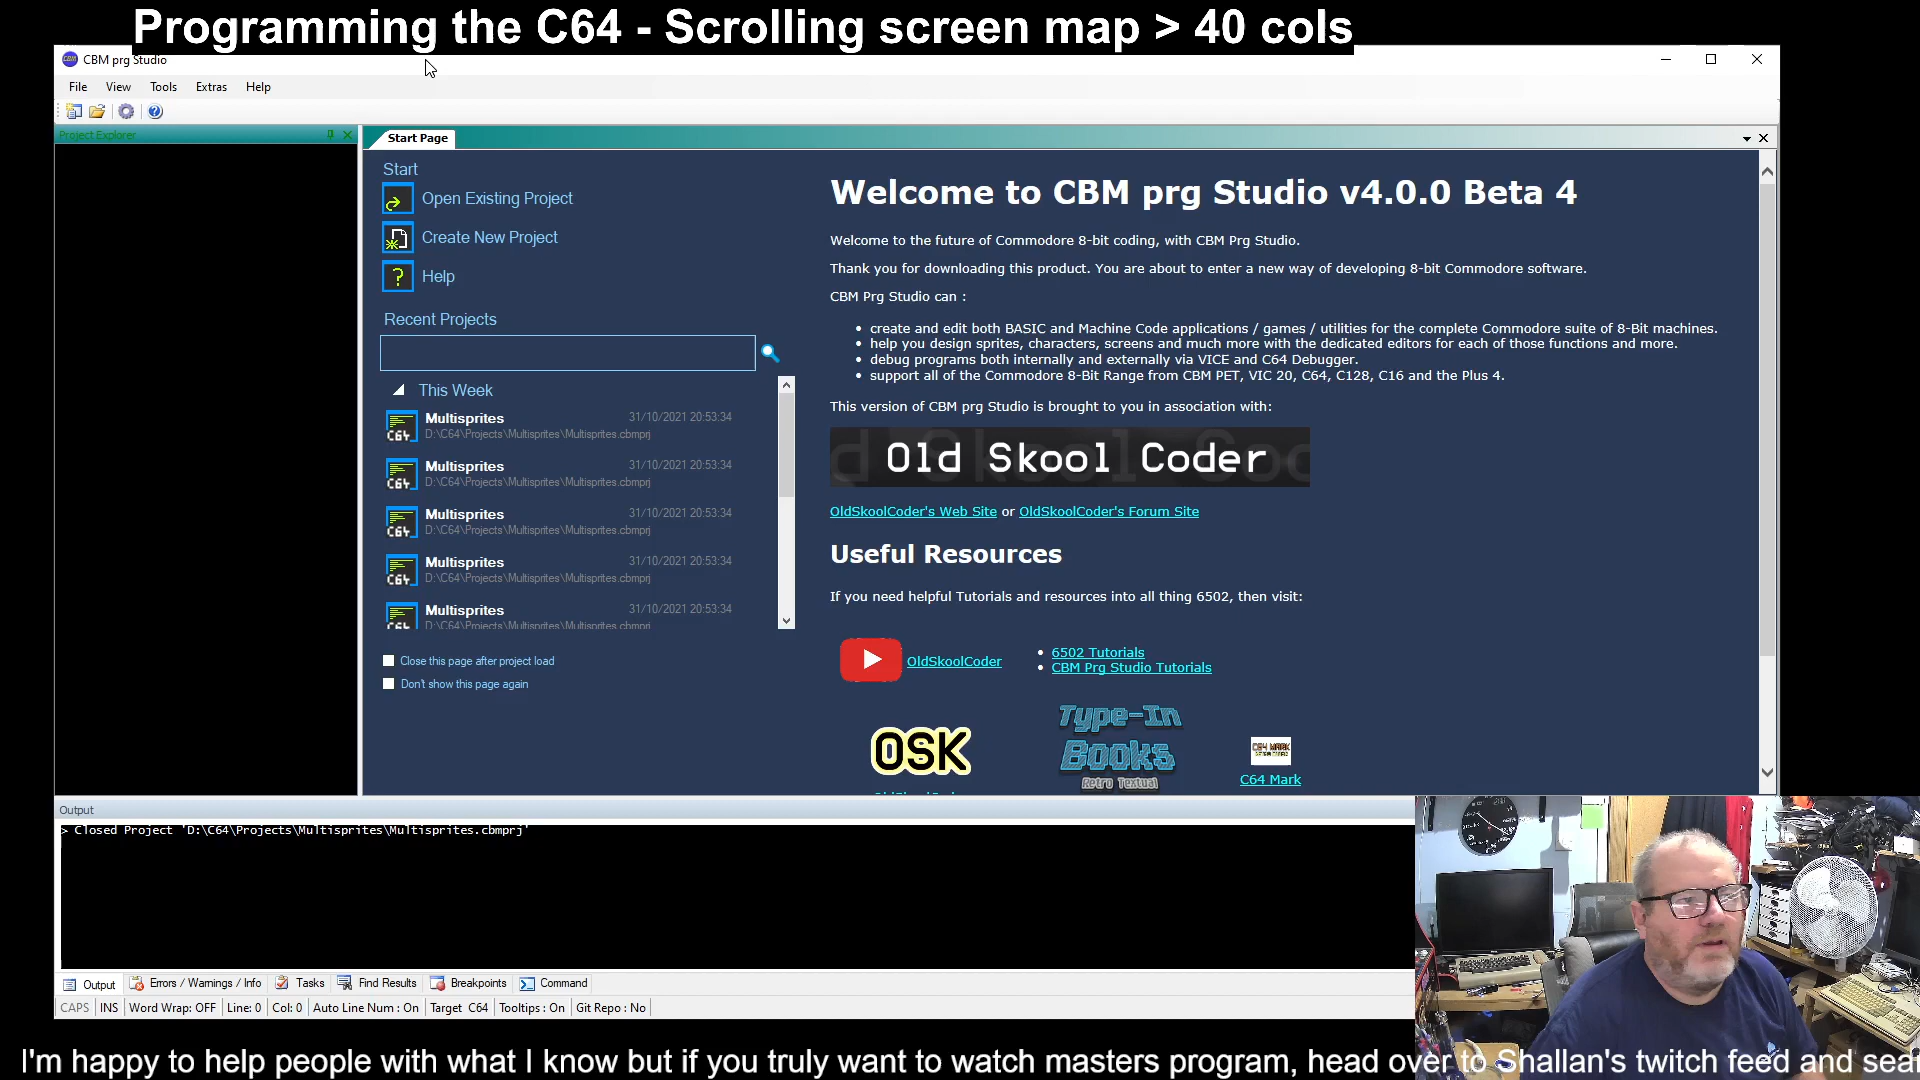 Programming the C64 - Scrolling screen map > 40 cols
CBM prg Studio
File View Tools Extras Help
Project Explorer
Start Page
Start
Open Existing Project
Create New Project
Help
Recent Projects
This Week
Multisprites 31/10/2021 20:53:34
D:\C64\Projects\Multisprites\Multisprites.cbmprj
Multisprites 31/10/2021 20:53:34
D:\C64\Projects\Multisprites\Multisprites.cbmprj
Multisprites 31/10/2021 20:53:34
D:\C64\Projects\Multisprites\Multisprites.cbmprj
Multisprites 31/10/2021 20:53:34
D:\C64\Projects\Multisprites\Multisprites.cbmprj
Multisprites 31/10/2021 20:53:34
D:\C64\Projects\Multisprites\Multisprites.cbmprj
Close this page after project load
Don't show this page again
Welcome to CBM prg Studio v4.0.0 Beta 4
Welcome to the future of Commodore 8-bit coding, with CBM Prg Studio.
Thank you for downloading this product. You are about to enter a new way of developing 8-bit Commodore software.
CBM Prg Studio can :
create and edit both BASIC and Machine Code applications / games / utilities for the complete Commodore suite of 8-Bit machines.
help you design sprites, characters, screens and much more with the dedicated editors for each of those functions and more.
debug programs both internally and externally via VICE and C64 Debugger.
support all of the Commodore 8-Bit Range from CBM PET, VIC 20, C64, C128, C16 and the Plus 4.
This version of CBM prg Studio is brought to you in association with:
Old Skool Coder
OldSkoolCoder's Web Site or OldSkoolCoder's Forum Site
Useful Resources
If you need helpful Tutorials and resources into all thing 6502, then visit:
OldSkoolCoder
6502 Tutorials
CBM Prg Studio Tutorials
OSK
Type-In
Books
Retro Textual
C64 MARK
C64 Mark
Output
> Closed Project 'D:\C64\Projects\Multisprites\Multisprites.cbmprj'
Output Errors / Warnings / Info Tasks Find Results Breakpoints Command
CAPS INS Word Wrap: OFF Line: 0 Col: 0 Auto Line Num : On Target C64 Tooltips : On Git Repo : No
I'm happy to help people with what I know but if you truly want to watch masters program, head over to Shallan's twitch feed and sea